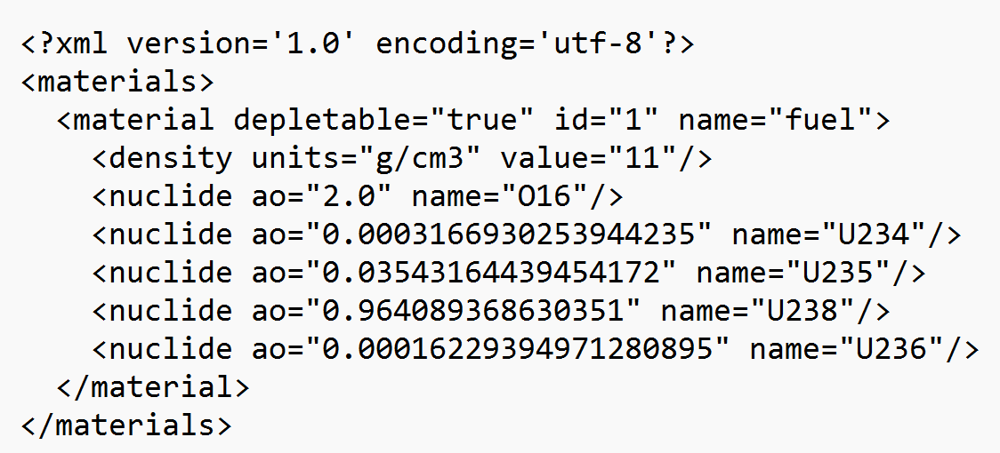 <?xml version='1.0' encoding='utf-8'?>
<materials>
  <material depletable="true" id="1" name="fuel">
    <density units="g/cm3" value="11"/>
    <nuclide ao="2.0" name="O16"/>
    <nuclide ao="0.0003166930253944235" name="U234"/>
    <nuclide ao="0.03543164439454172" name="U235"/>
    <nuclide ao="0.964089368630351" name="U238"/>
    <nuclide ao="0.00016229394971280895" name="U236"/>
  </material>
</materials>